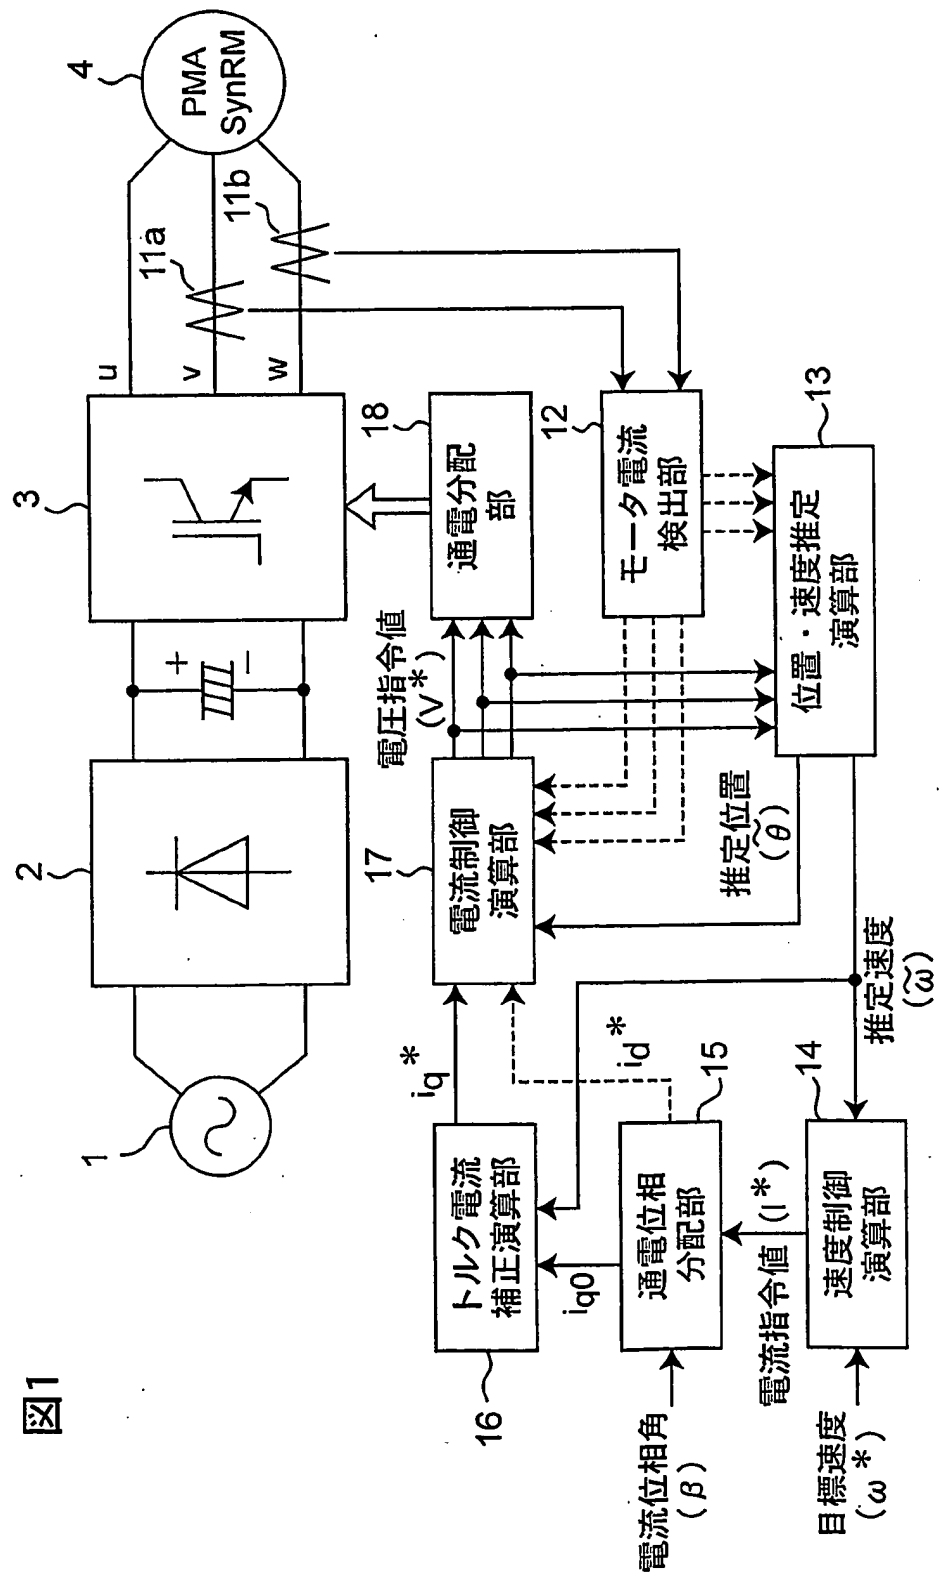 図1
1
2
3
4
PMA
SynRM
+
−
u
v
w
11a
11b
16
トルク電流
補正演算部
iq*
17
電流制御
演算部
電圧指令値
(V*)
18
通電分配
部
iq0
id*
12
モータ電流
検出部
電流位相角
(β)
通電位相
分配部
15
推定位置
(θ̃)
位置・速度推定
演算部
13
電流指令値
(I*)
目標速度
(ω*)
速度制御
演算部
14
推定速度
(ω̃)